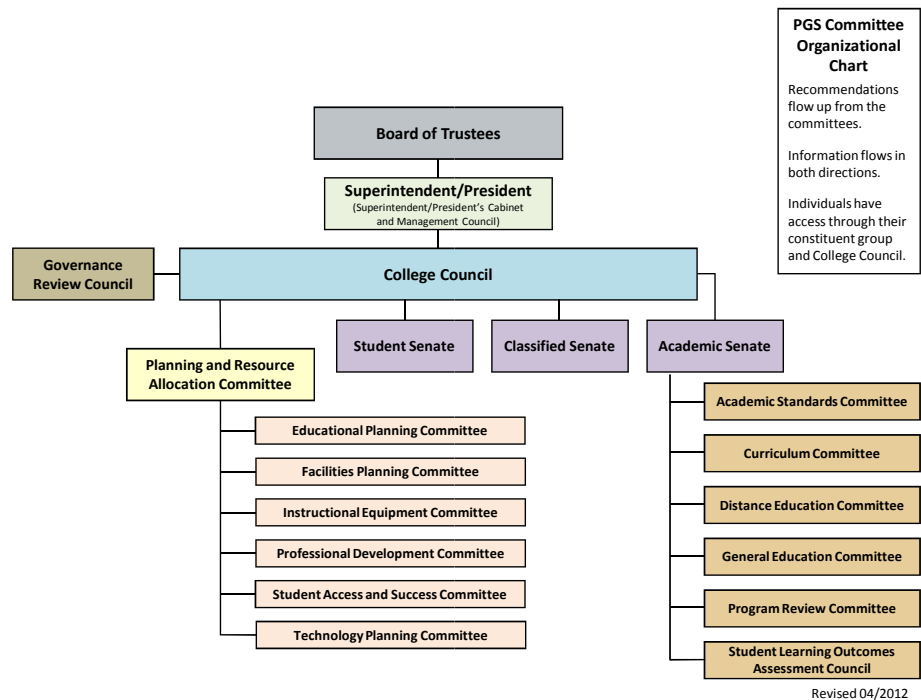 PGS Committee
Organizational
Chart
Recommendations
flow up from the
committees.
Information flows in
both directions.
Individuals have
access through their
constituent group
and College Council.
Board of Trustees
Superintendent/President
(Superintendent/President's Cabinet
and Management Council)
Governance
Review Council
College Council
Student Senate
Classified Senate
Academic Senate
Planning and Resource
Allocation Committee
Educational Planning Committee
Facilities Planning Committee
Instructional Equipment Committee
Professional Development Committee
Student Access and Success Committee
Technology Planning Committee
Academic Standards Committee
Curriculum Committee
Distance Education Committee
General Education Committee
Program Review Committee
Student Learning Outcomes
Assessment Council
Revised 04/2012